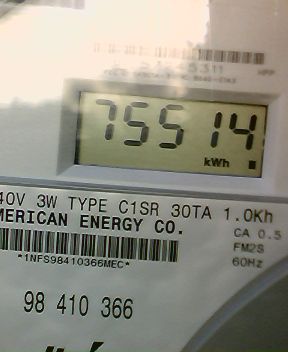 75514
kWh
40V 3W TYPE C1SR 30TA 1.0Kh
MERICAN ENERGY CO.
CA 0.5
FM2S
60Hz
*1NFS98410366MEC*
98 410 366